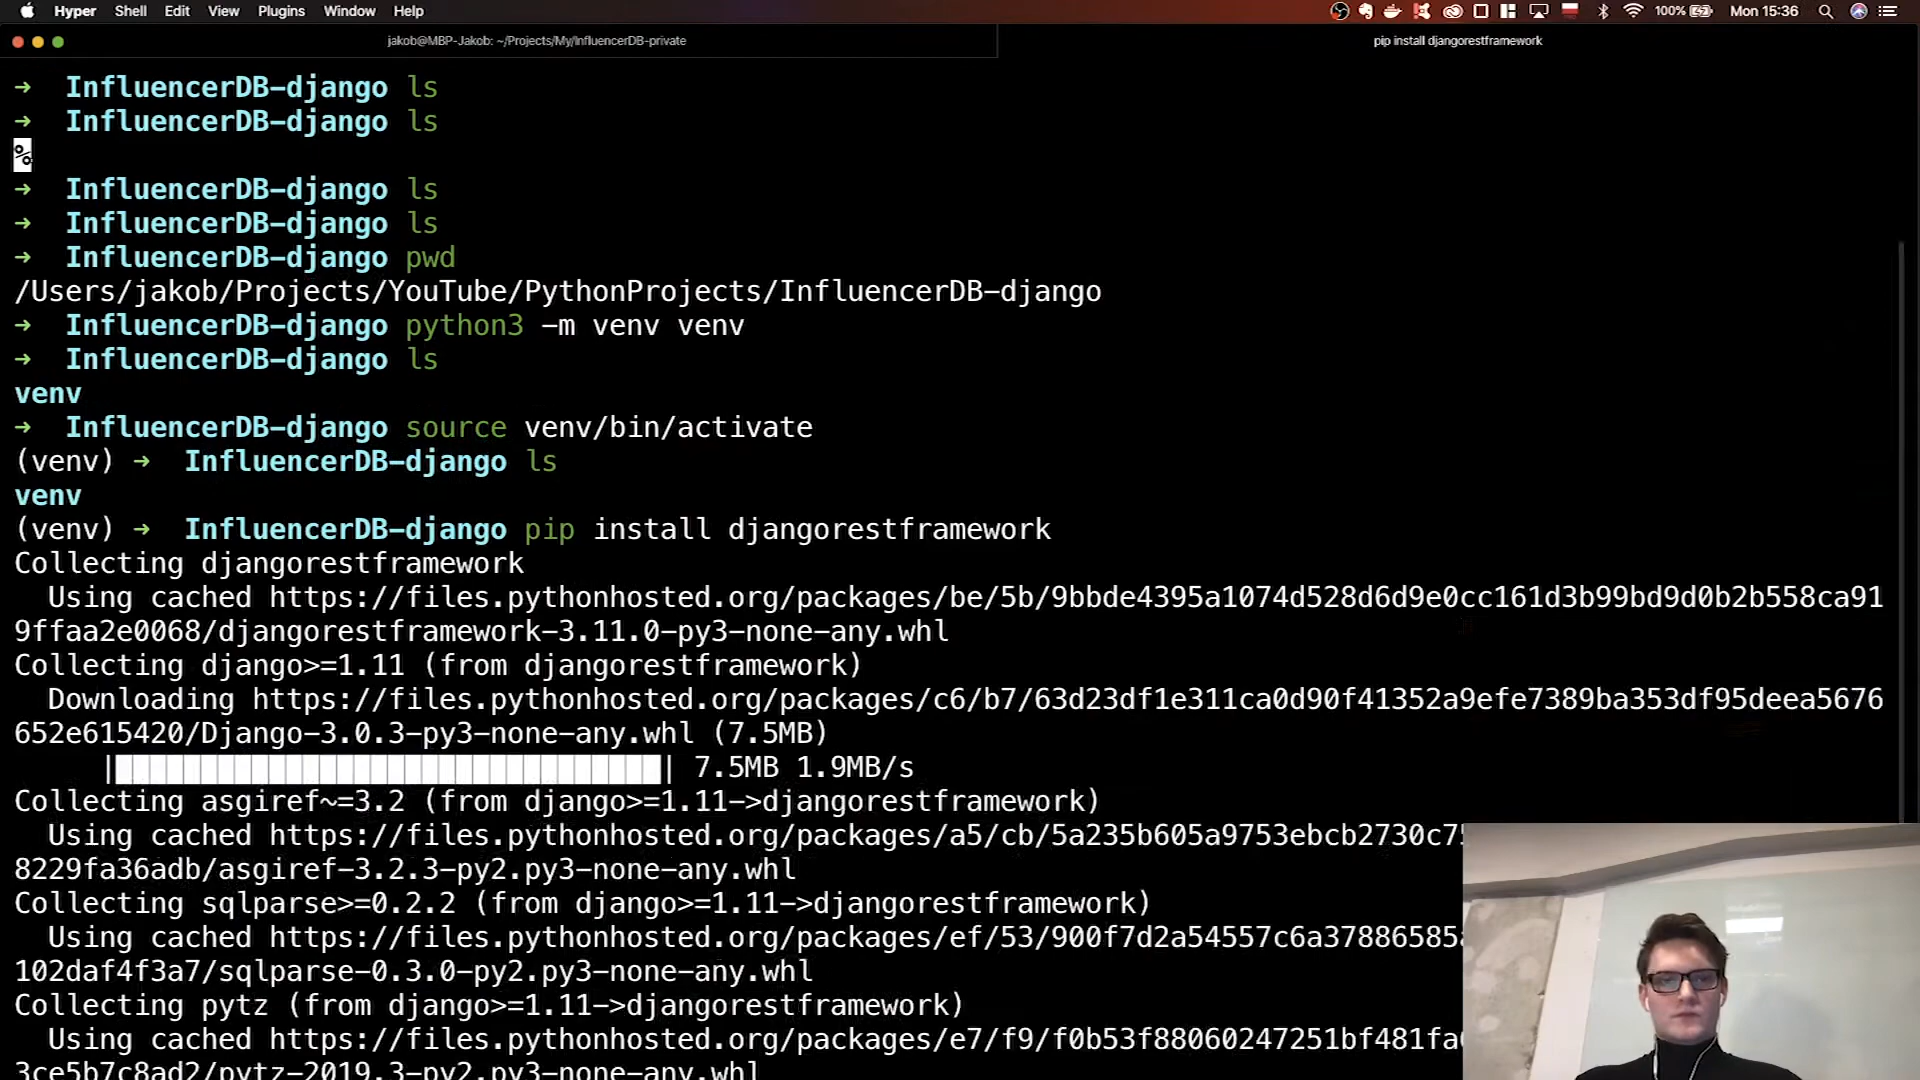 Hyper Shell Edit View Plugins Window Help 100% Mon 15:36
jakob@MBP-Jakob: ~/Projects/My/InfluencerDB-private pip install djangorestframework
➜ InfluencerDB-django ls
➜ InfluencerDB-django ls
%
➜ InfluencerDB-django ls
➜ InfluencerDB-django ls
➜ InfluencerDB-django pwd
/Users/jakob/Projects/YouTube/PythonProjects/InfluencerDB-django
➜ InfluencerDB-django python3 -m venv venv
➜ InfluencerDB-django ls
venv
➜ InfluencerDB-django source venv/bin/activate
(venv) ➜ InfluencerDB-django ls
venv
(venv) ➜ InfluencerDB-django pip install djangorestframework
Collecting djangorestframework
Using cached https://files.pythonhosted.org/packages/be/5b/9bbde4395a1074d528d6d9e0cc161d3b99bd9d0b2b558ca91
9ffaa2e0068/djangorestframework-3.11.0-py3-none-any.whl
Collecting django>=1.11 (from djangorestframework)
Downloading https://files.pythonhosted.org/packages/c6/b7/63d23df1e311ca0d90f41352a9efe7389ba353df95deea5676
652e615420/Django-3.0.3-py3-none-any.whl (7.5MB)
|████████████████████████████████| 7.5MB 1.9MB/s
Collecting asgiref~=3.2 (from django>=1.11->djangorestframework)
Using cached https://files.pythonhosted.org/packages/a5/cb/5a235b605a9753ebcb2730c75
8229fa36adb/asgiref-3.2.3-py2.py3-none-any.whl
Collecting sqlparse>=0.2.2 (from django>=1.11->djangorestframework)
Using cached https://files.pythonhosted.org/packages/ef/53/900f7d2a54557c6a37886585
102daf4f3a7/sqlparse-0.3.0-py2.py3-none-any.whl
Collecting pytz (from django>=1.11->djangorestframework)
Using cached https://files.pythonhosted.org/packages/e7/f9/f0b53f88060247251bf481fa
3ce5b7c8ad2/pytz-2019.3-py2.py3-none-any.whl